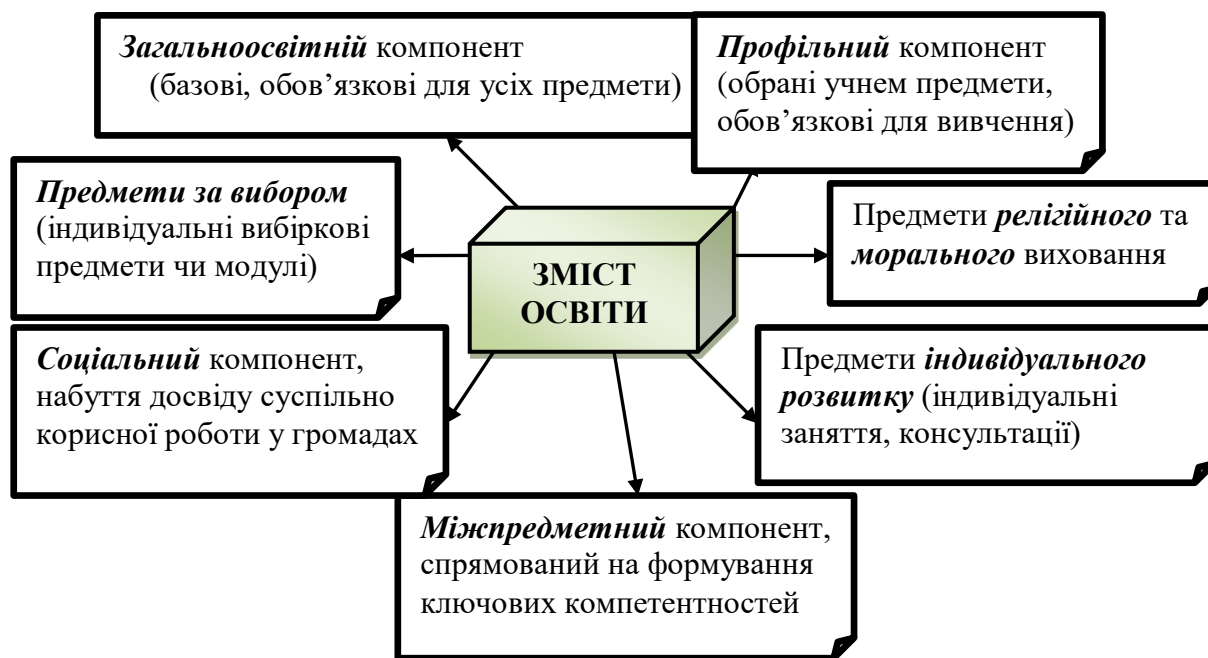 Загальноосвітній компонент
(базові, обов’язкові для усіх предмети)
Профільний компонент
(обрані учнем предмети,
обов’язкові для вивчення)
Предмети за вибором
(індивідуальні вибіркові
предмети чи модулі)
ЗМІСТ
ОСВІТИ
Предмети релігійного та
морального виховання
Соціальний компонент,
набуття досвіду суспільно
корисної роботи у громадах
Предмети індивідуального
розвитку (індивідуальні
заняття, консультації)
Міжпредметний компонент,
спрямований на формування
ключових компетентностей